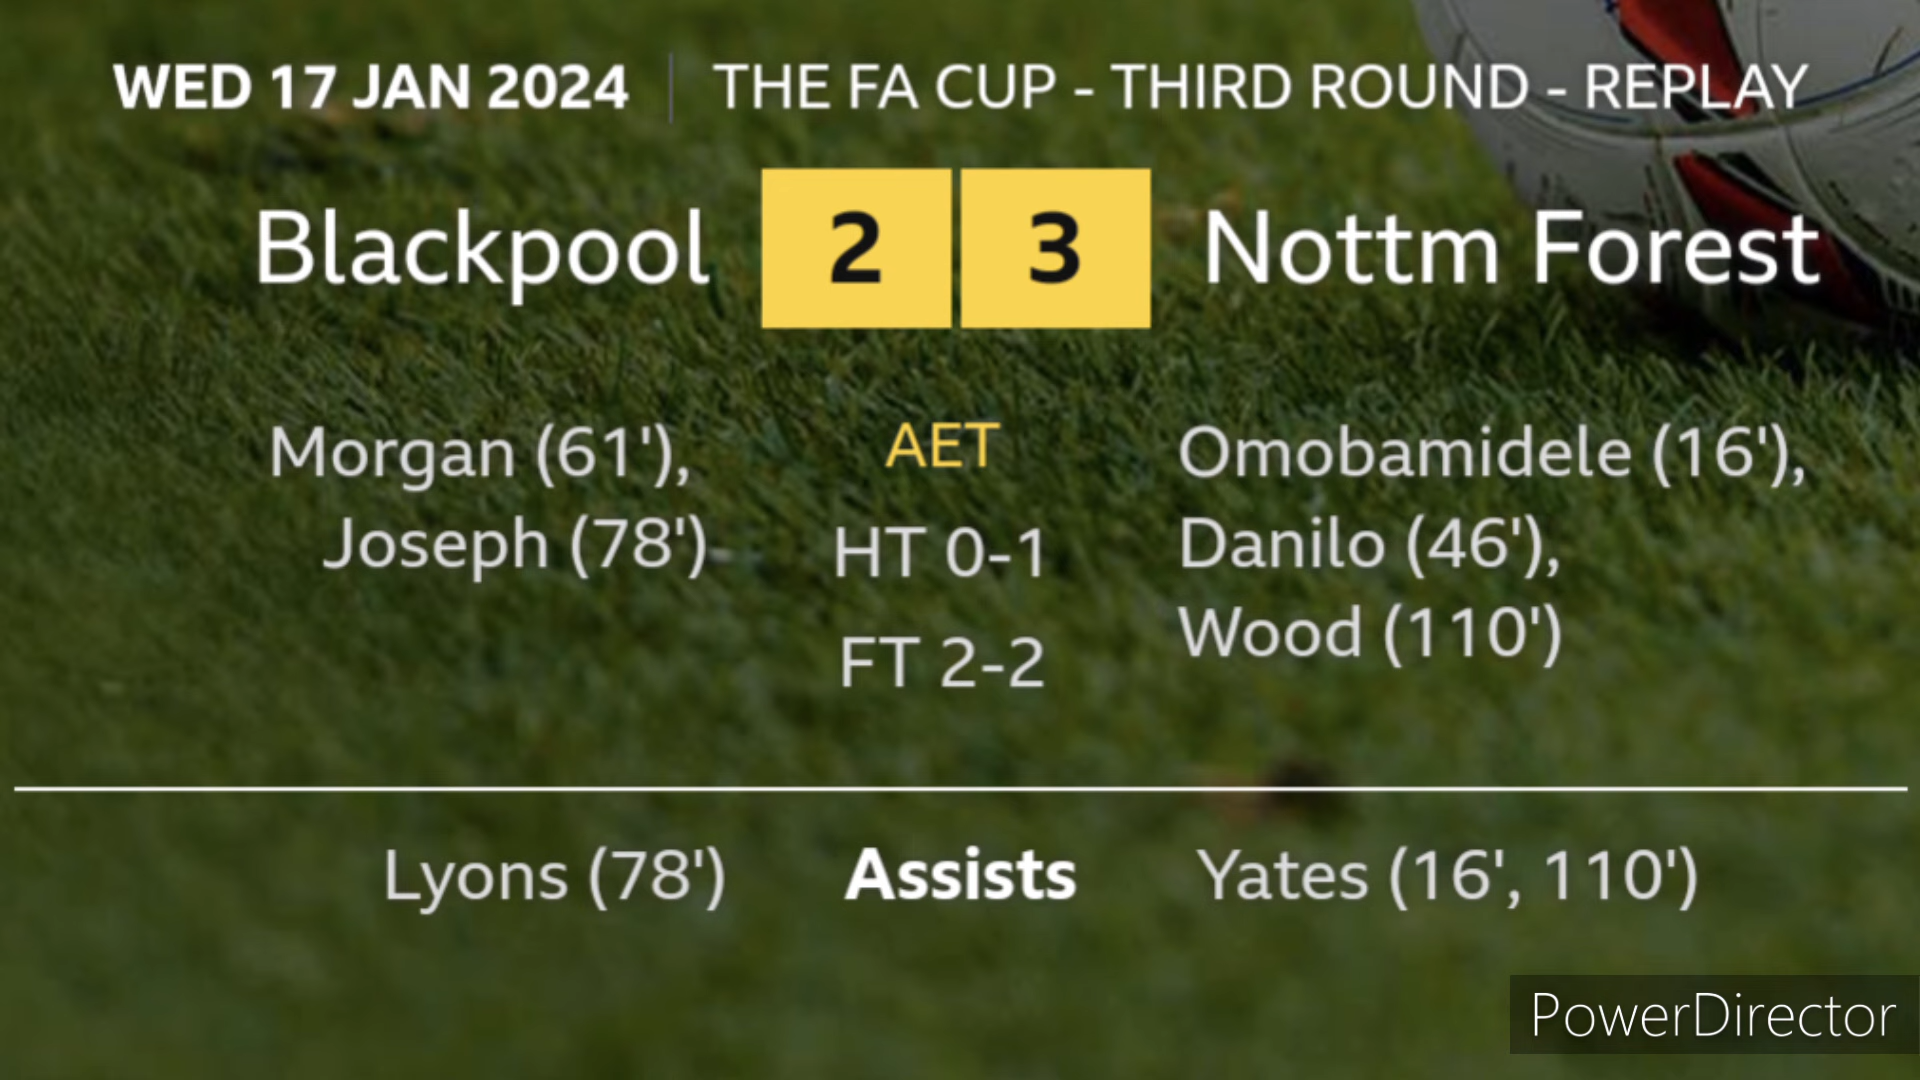 WED 17 JAN 2024 | THE FA CUP - THIRD ROUND - REPLAY
Blackpool 2 3 Nottm Forest
Morgan (61'), AET Omobamidele (16'),
Joseph (78') HT 0-1 Danilo (46'),
FT 2-2 Wood (110')
Lyons (78') Assists Yates (16', 110')
PowerDirector